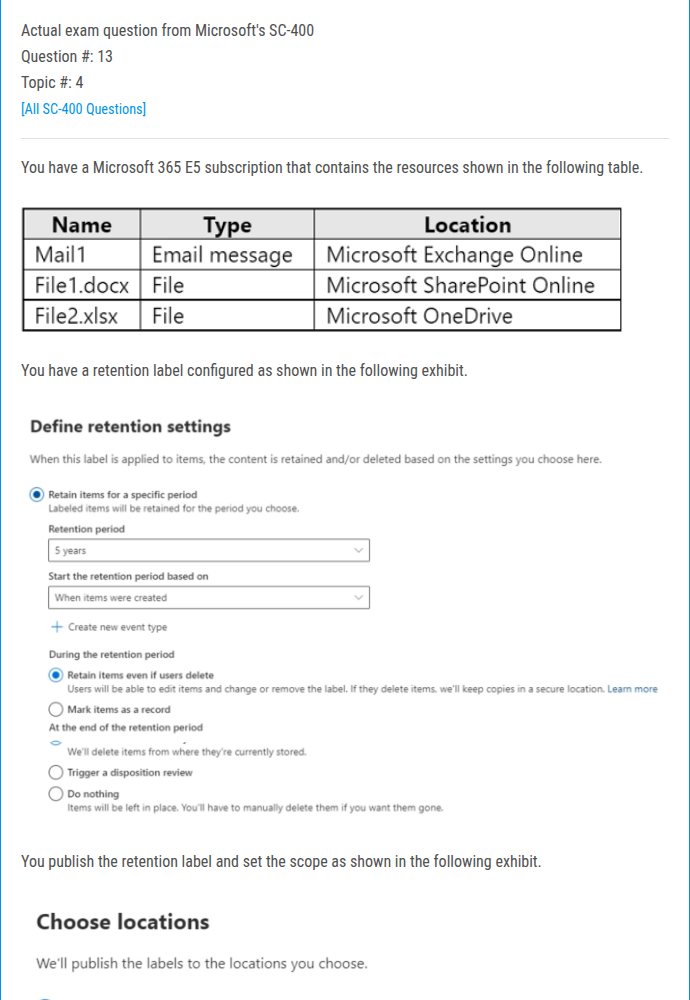 Actual exam question from Microsoft's SC-400
Question #: 13
Topic #: 4
[All SC-400 Questions]
You have a Microsoft 365 E5 subscription that contains the resources shown in the following table.
Name Type Location
Mail1 Email message Microsoft Exchange Online
File1.docx File Microsoft SharePoint Online
File2.xlsx File Microsoft OneDrive
You have a retention label configured as shown in the following exhibit.
Define retention settings
When this label is applied to items, the content is retained and/or deleted based on the settings you choose here.
Retain items for a specific period
Labeled items will be retained for the period you choose.
Retention period
5 years
Start the retention period based on
When items were created
+ Create new event type
During the retention period
Retain items even if users delete
Users will be able to edit items and change or remove the label. If they delete items, we'll keep copies in a secure location. Learn more
Mark items as a record
At the end of the retention period
We'll delete items from where they're currently stored.
Trigger a disposition review
Do nothing
Items will be left in place. You'll have to manually delete them if you want them gone.
You publish the retention label and set the scope as shown in the following exhibit.
Choose locations
We'll publish the labels to the locations you choose.